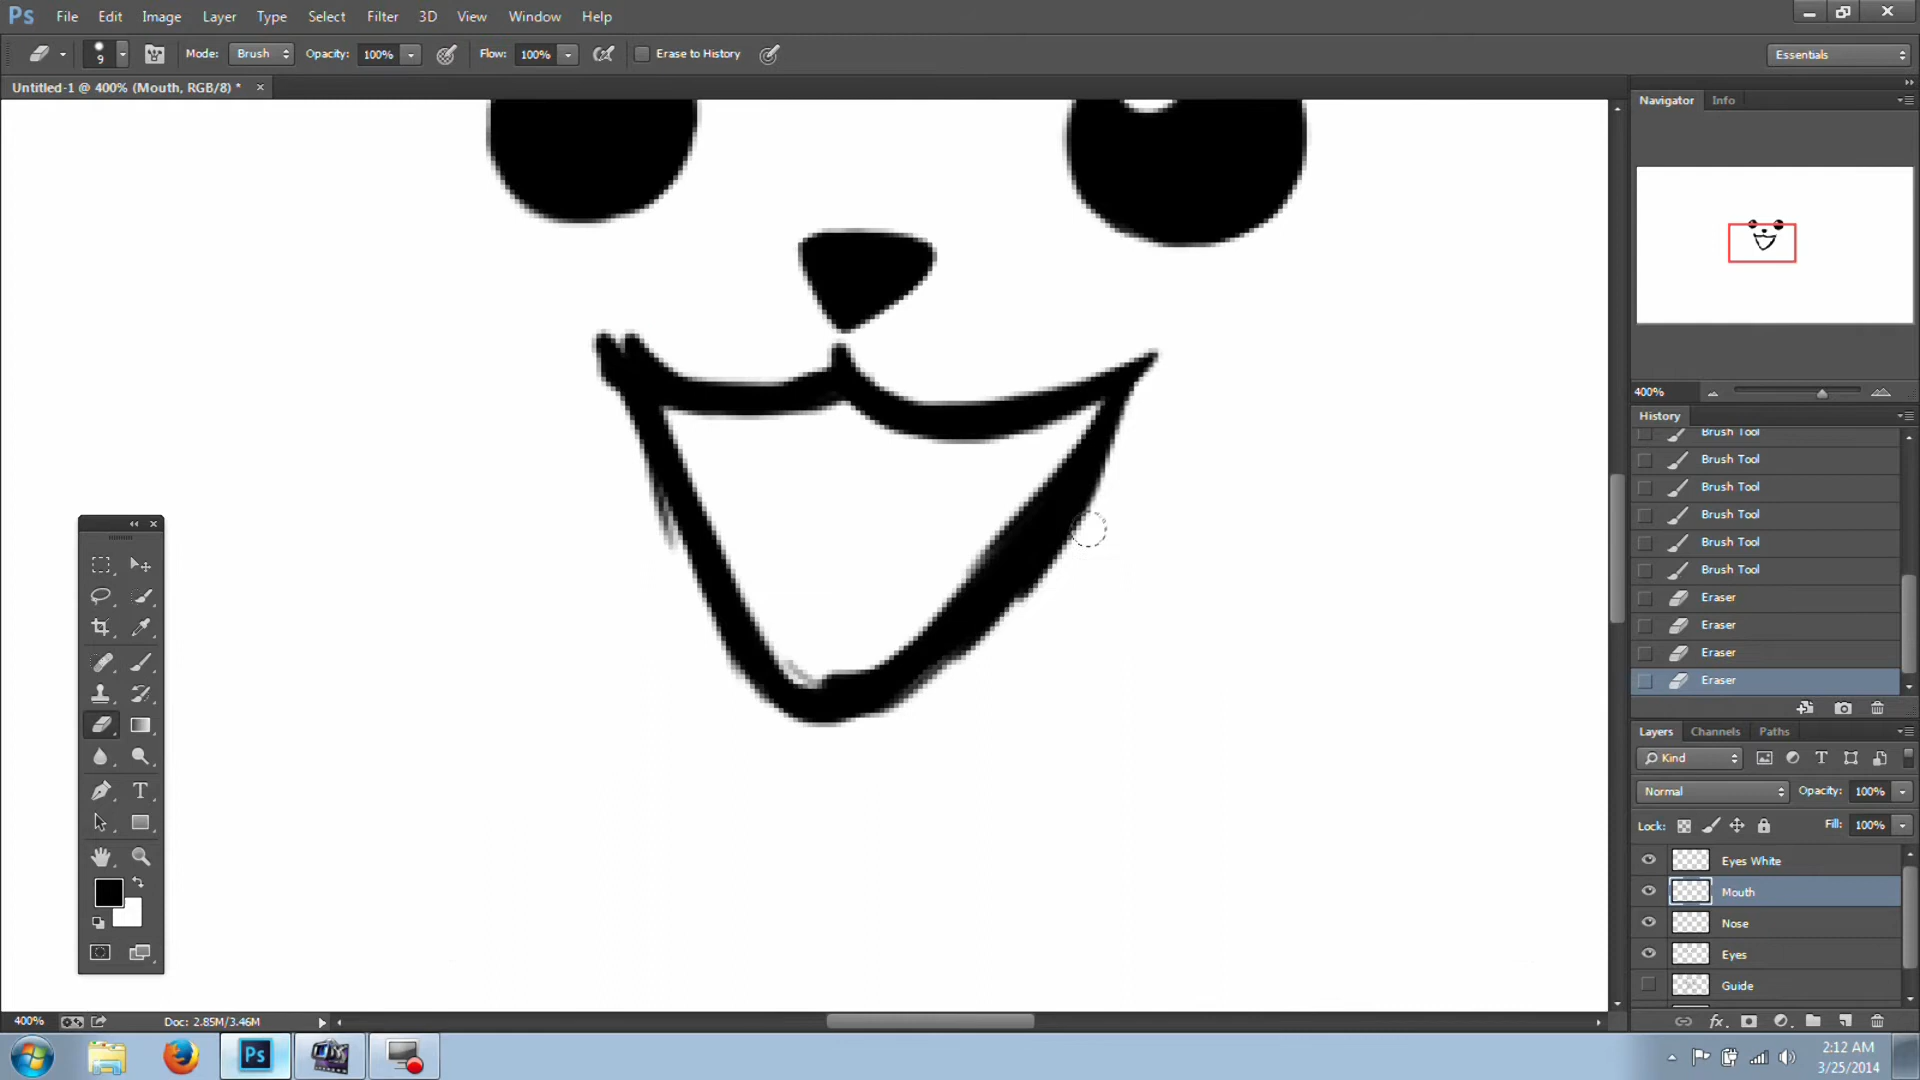 Ps File Edit Image Layer Type Select Filter 3D View Window Help
9 Mode: Brush Opacity: 100% Flow: 100% Erase to History Essentials
Untitled-1 @ 400% (Mouth, RGB/8) * ×
Navigator Info
400%
History
Brush Tool
Brush Tool
Brush Tool
Brush Tool
Brush Tool
Brush Tool
Eraser
Eraser
Eraser
Eraser
Layers Channels Paths
Kind
Normal Opacity: 100%
Lock: Fill: 100%
Eyes White
Mouth
Nose
Eyes
Guide
400% Doc: 2.85M/3.46M
Ps
2:12 AM
3/25/2014